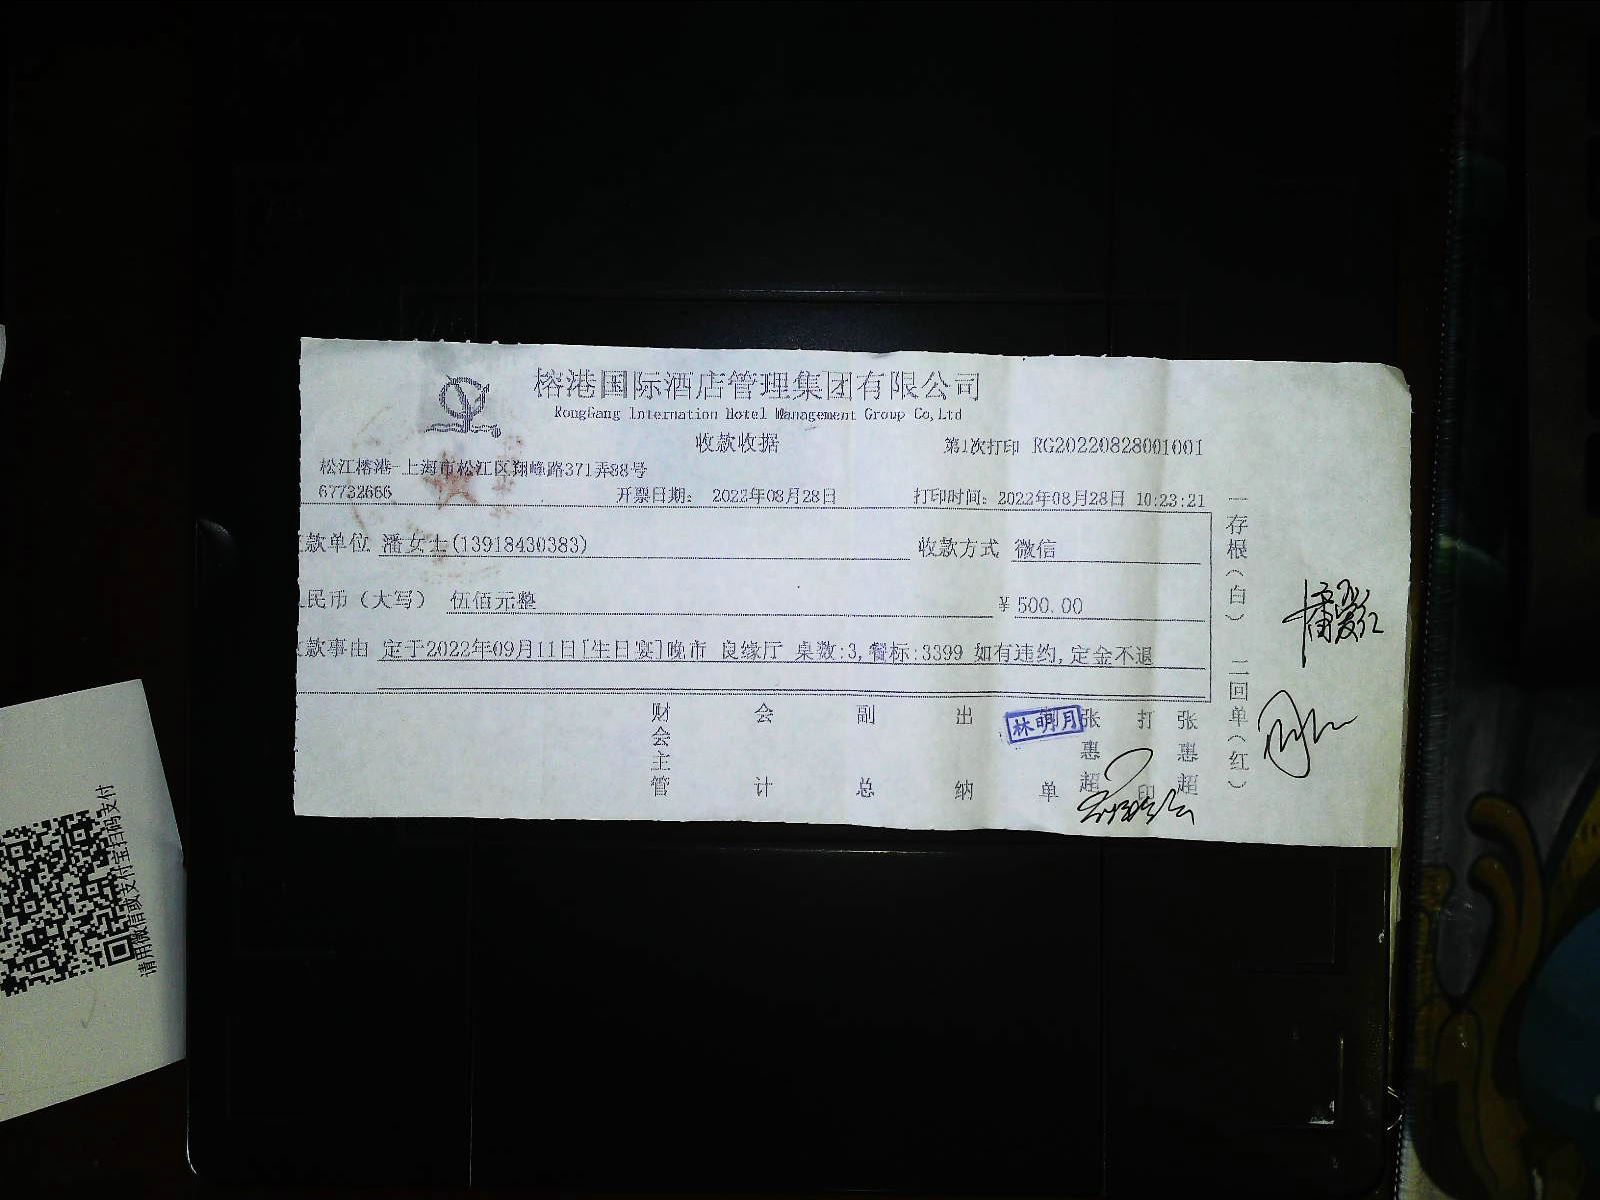 榕港国际酒店管理集团有限公司
RongGang Internation Hotel Management Group Co,Ltd
收款收据
第1次打印 RG20220828001001
松江榕港-上海市松江区翔峰路371弄88号
67732666
开票日期: 2022年08月28日
打印时间: 2022年08月28日 10:23:21
款单位 潘女士(13918430383)
收款方式 微信
民币(大写) 伍佰元整
¥500.00
款事由 定于2022年09月11日[生日宴]晚市 良缘厅 桌数:3,餐标:3399 如有违约,定金不退
财会主管
会计
副总
出纳
单
张惠超
打印
张惠超
林明月
一存根(白) 二回单(红)
请用微信或支付宝扫码支付